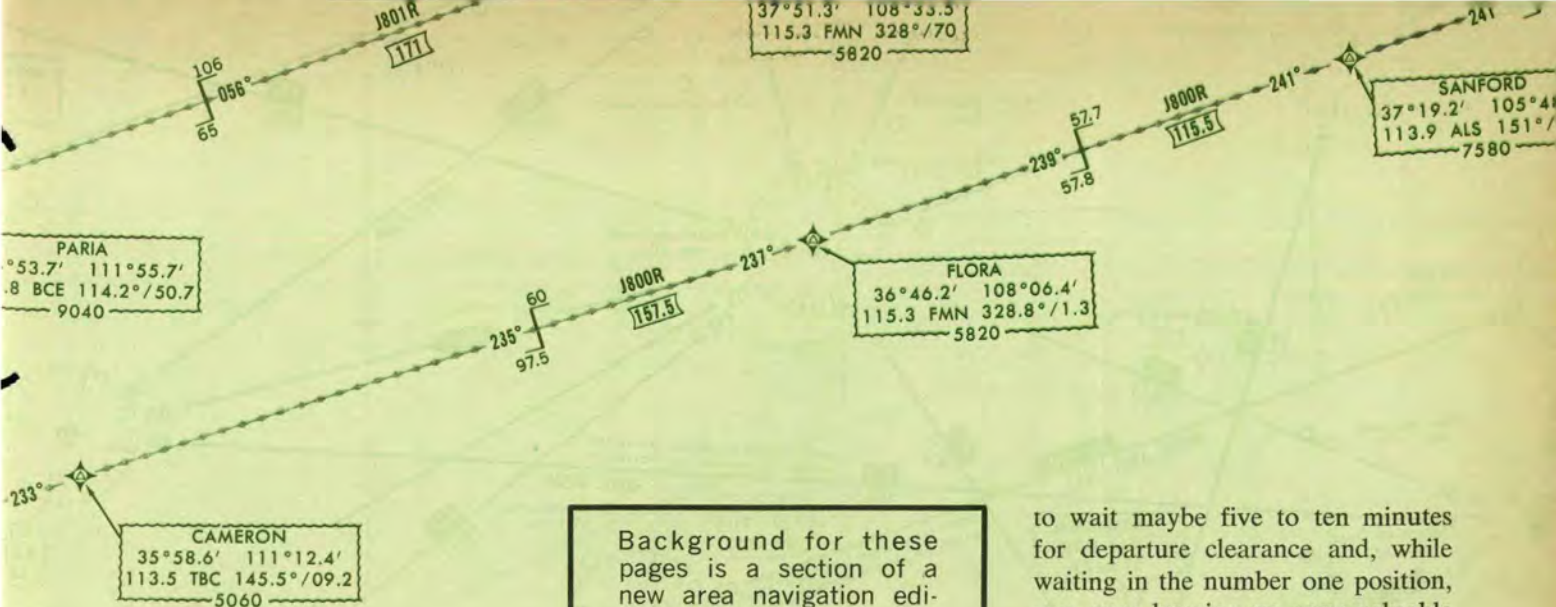 J801R
171
106
056°
65
37°51.3' 108°33.5'
115.3 FMN 328°/70
5820
241
241°
J800R
115.5
57.7
239°
57.8
SANFORD
37°19.2' 105°4
113.9 ALS 151°/
7580
PARIA
°53.7' 111°55.7'
.8 BCE 114.2°/50.7
9040
237°
J800R
157.5
60
235°
97.5
FLORA
36°46.2' 108°06.4'
115.3 FMN 328.8°/1.3
5820
233°
CAMERON
35°58.6' 111°12.4'
113.5 TBC 145.5°/09.2
5060
Background for these
pages is a section of a
new area navigation edi-
to wait maybe five to ten minutes
for departure clearance and, while
waiting in the number one position,